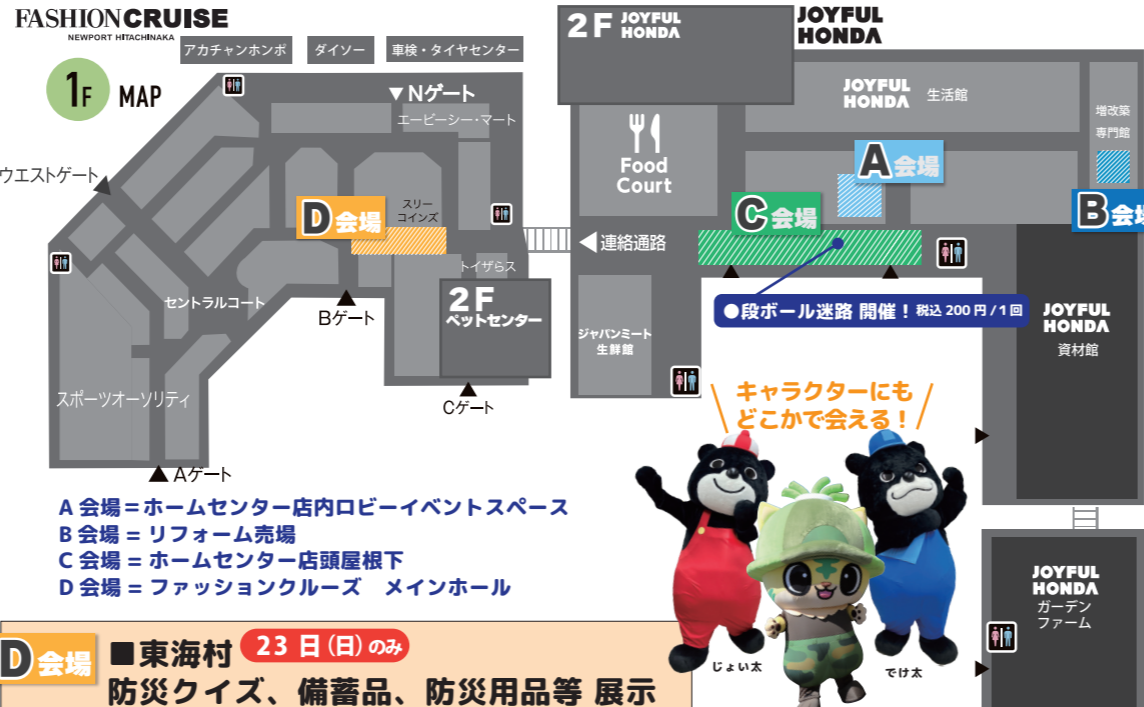 FASHION CRUISE
NEWPORT HITACHINAKA
1F MAP
アカチャンホンポ
ダイソー
車検・タイヤセンター
▼Nゲート
エービーシー・マート
ウエストゲート
D 会場
スリー
コインズ
トイザらス
セントラルコート
Bゲート
2F
ペットセンター
スポーツオーソリティ
Cゲート
Aゲート
2F JOYFUL
HONDA
JOYFUL
HONDA
JOYFUL
HONDA 生活館
増改築
専門館
Food
Court
A 会場
B 会場
C 会場
連絡通路
●段ボール迷路 開催！税込 200 円 / 1 回
ジャパンミート
生鮮館
JOYFUL
HONDA
資材館
キャラクターにも
どこかで会える！
A 会場＝ホームセンター店内ロビーイベントスペース
B 会場 = リフォーム売場
C 会場 = ホームセンター店頭屋根下
D 会場 = ファッションクルーズ　メインホール
JOYFUL
HONDA
ガーデン
ファーム
じょい太
でけ太
D 会場
■東海村 23 日(日)のみ
防災クイズ、備蓄品、防災用品等 展示